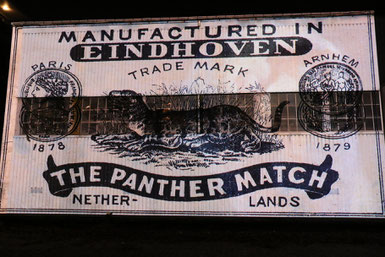 MANUFACTURED IN
EINDHOVEN
TRADE MARK
PARIS
ARNHEM
1878
1879
THE PANTHER MATCH
NETHER- LANDS